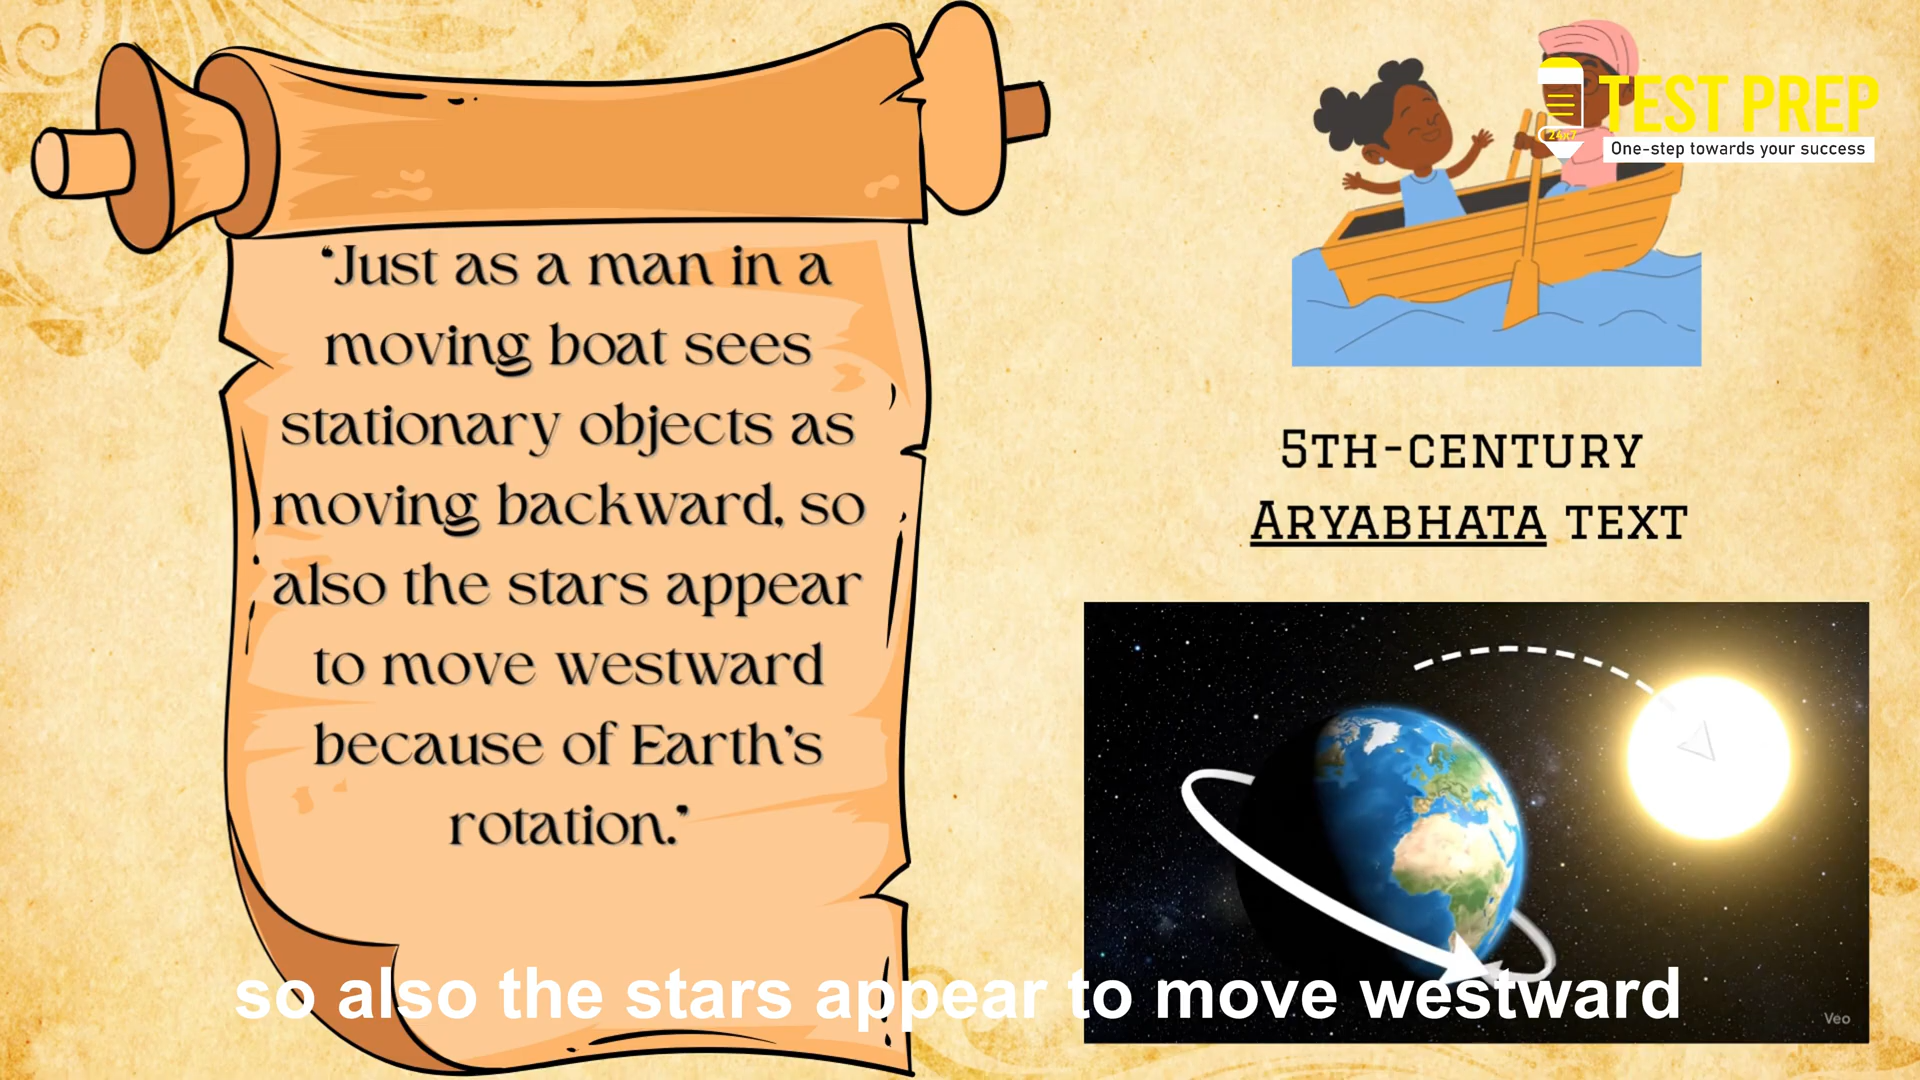 “Just as a man in a
moving boat sees
stationary objects as
moving backward, so
also the stars appear
to move westward
because of Earth’s
rotation.”
24x7
TEST PREP
One-step towards your success
5TH-CENTURY
ARYABHATA TEXT
so also the stars appear to move westward
Veo